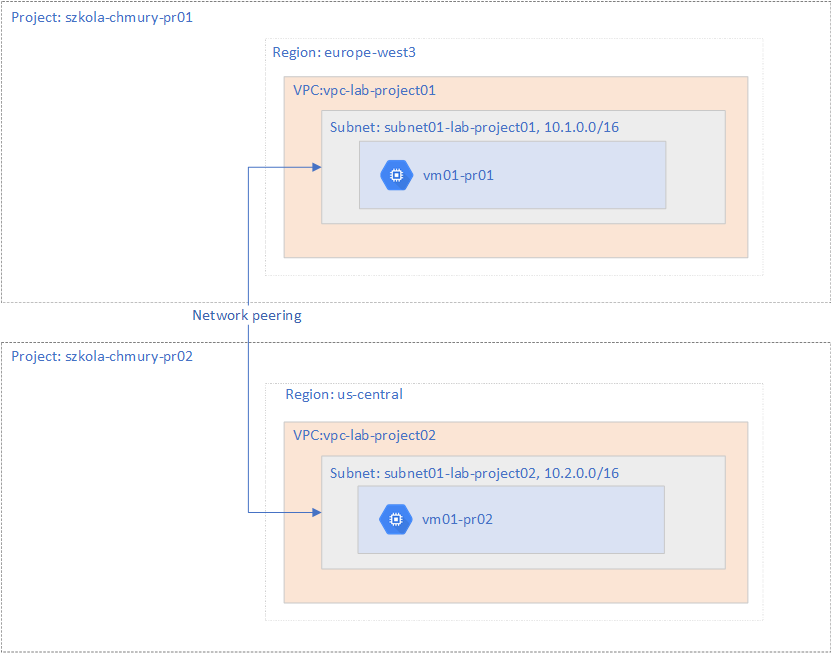 Project: szkola-chmury-pr01
Region: europe-west3
VPC:vpc-lab-project01
Subnet: subnet01-lab-project01, 10.1.0.0/16
vm01-pr01
Network peering
Project: szkola-chmury-pr02
Region: us-central
VPC:vpc-lab-project02
Subnet: subnet01-lab-project02, 10.2.0.0/16
vm01-pr02